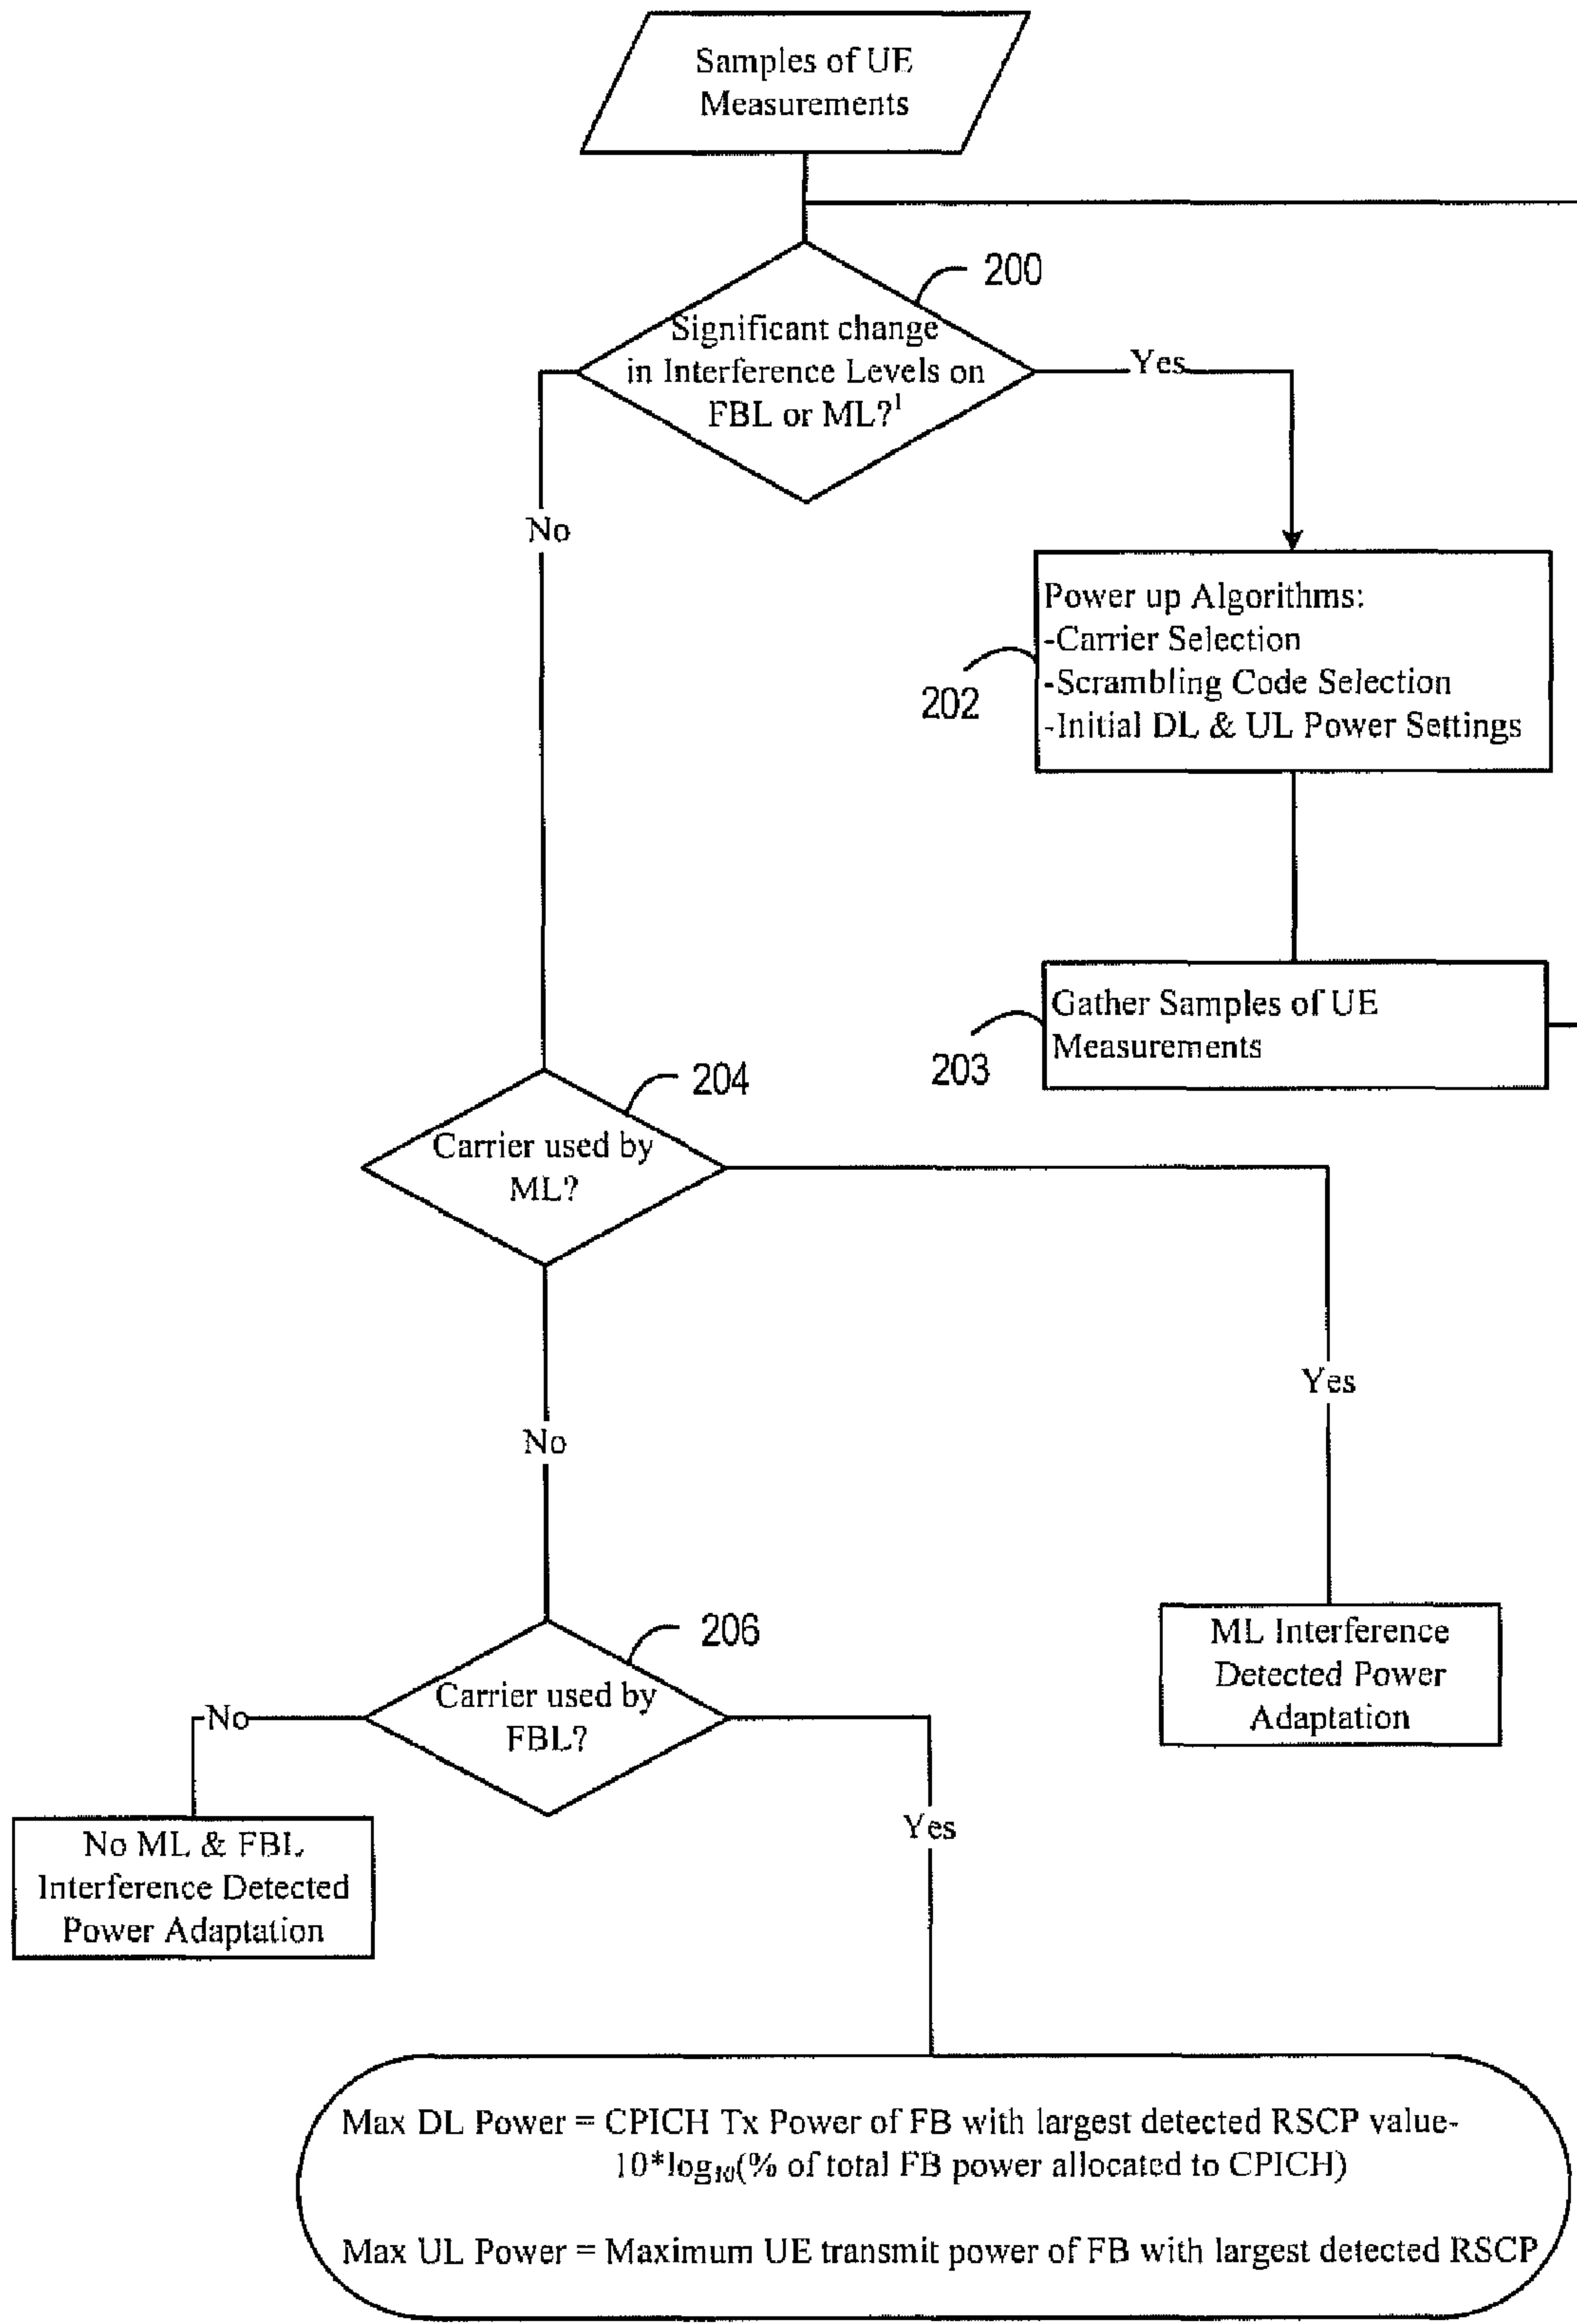 Samples of UE
Measurements
200
Significant change
in Interference Levels on
FBL or ML?¹
Yes
No
Power up Algorithms:
-Carrier Selection
-Scrambling Code Selection
-Initial DL & UL Power Settings
202
Gather Samples of UE
Measurements
203
204
Carrier used by
ML?
Yes
No
206
Carrier used by
FBL?
No
Yes
ML Interference
Detected Power
Adaptation
No ML & FBL
Interference Detected
Power Adaptation
Max DL Power = CPICH Tx Power of FB with largest detected RSCP value-
10*log₁₀(% of total FB power allocated to CPICH)
Max UL Power = Maximum UE transmit power of FB with largest detected RSCP